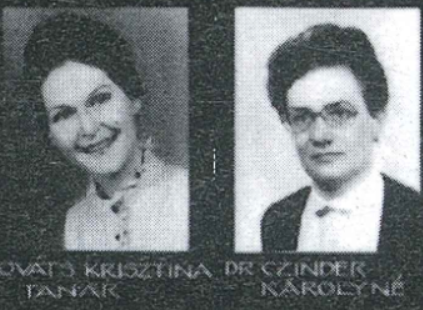 OVÁTS KRISZTINA
TANÁR
DR CZINDER
KÁROLYNÉ